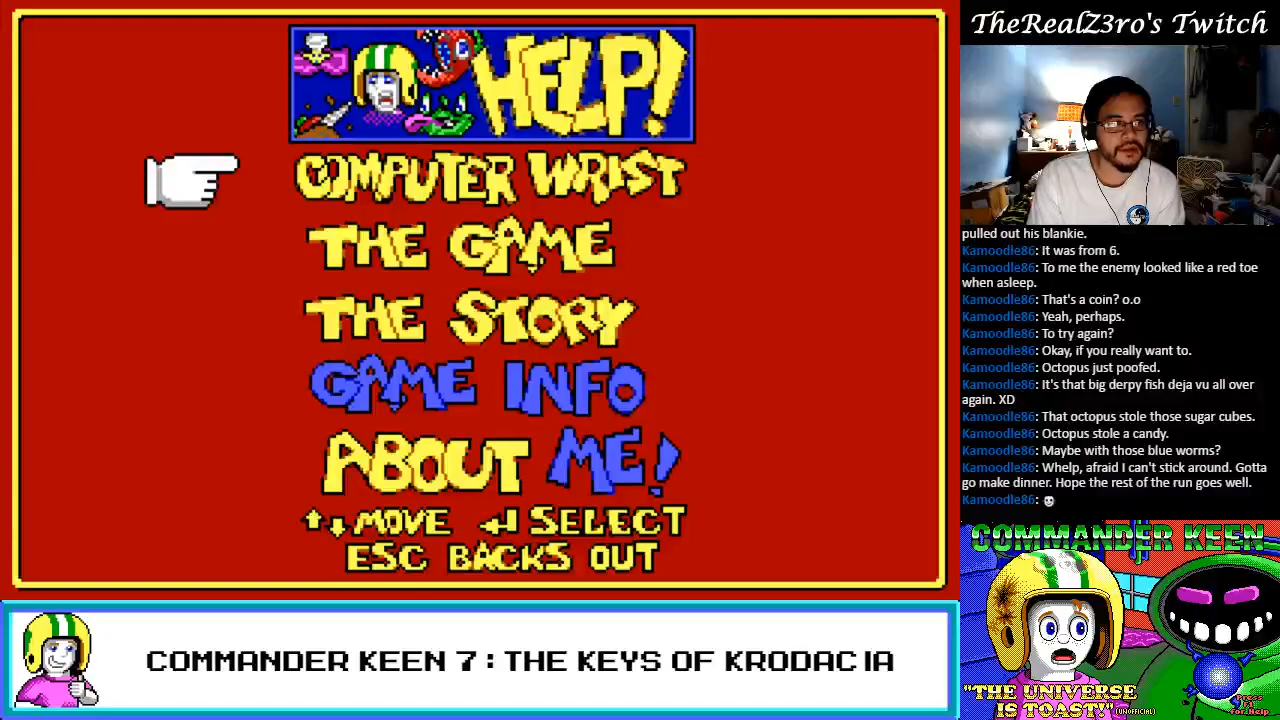 HELP!
COMPUTER WRIST
THE GAME
THE STORY
GAME INFO
ABOUT ME!
MOVE SELECT
ESC BACKS OUT
COMMANDER KEEN 7 : THE KEYS OF KRODACIA
TheRealZ3ro's Twitch
pulled out his blankie.
Kamoodle86: It was from 6.
Kamoodle86: To me the enemy looked like a red toe
when asleep.
Kamoodle86: That's a coin? o.o
Kamoodle86: Yeah, perhaps.
Kamoodle86: To try again?
Kamoodle86: Okay, if you really want to.
Kamoodle86: Octopus just poofed.
Kamoodle86: It's that big derpy fish deja vu all over
again. XD
Kamoodle86: That octopus stole those sugar cubes.
Kamoodle86: Octopus stole a candy.
Kamoodle86: Maybe with those blue worms?
Kamoodle86: Whelp, afraid I can't stick around. Gotta
go make dinner. Hope the rest of the run goes well.
Kamoodle86:
COMMANDER KEEN
"THE UNIVERSE
IS TOAST!" (UNOFFICIAL)
Press
F1
For Help